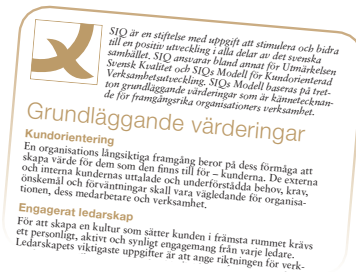 SIQ är en stiftelse med uppgift att stimulera och bidra
till en positiv utveckling i alla delar av det svenska
samhället. SIQ ansvarar bland annat för Utmärkelsen
Svensk Kvalitet och SIQs Modell för Kundorienterad
Verksamhetsutveckling. SIQs Modell baseras på tret-
ton grundläggande värderingar som är kännetecknan-
de för framgångsrika organisationers verksamhet.
Grundläggande värderingar
Kundorientering
En organisations långsiktiga framgång beror på dess förmåga att
skapa värde för dem som den finns till för – kunderna. De externa
och interna kundernas uttalade och underförstådda behov, krav,
önskemål och förväntningar skall vara vägledande för organisa-
tionen, dess medarbetare och verksamhet.
Engagerat ledarskap
För att skapa en kultur som sätter kunden i främsta rummet krävs
ett personligt, aktivt och synligt engagemang från varje ledare.
Ledarskapets viktigaste uppgifter är att ange riktningen för verk-